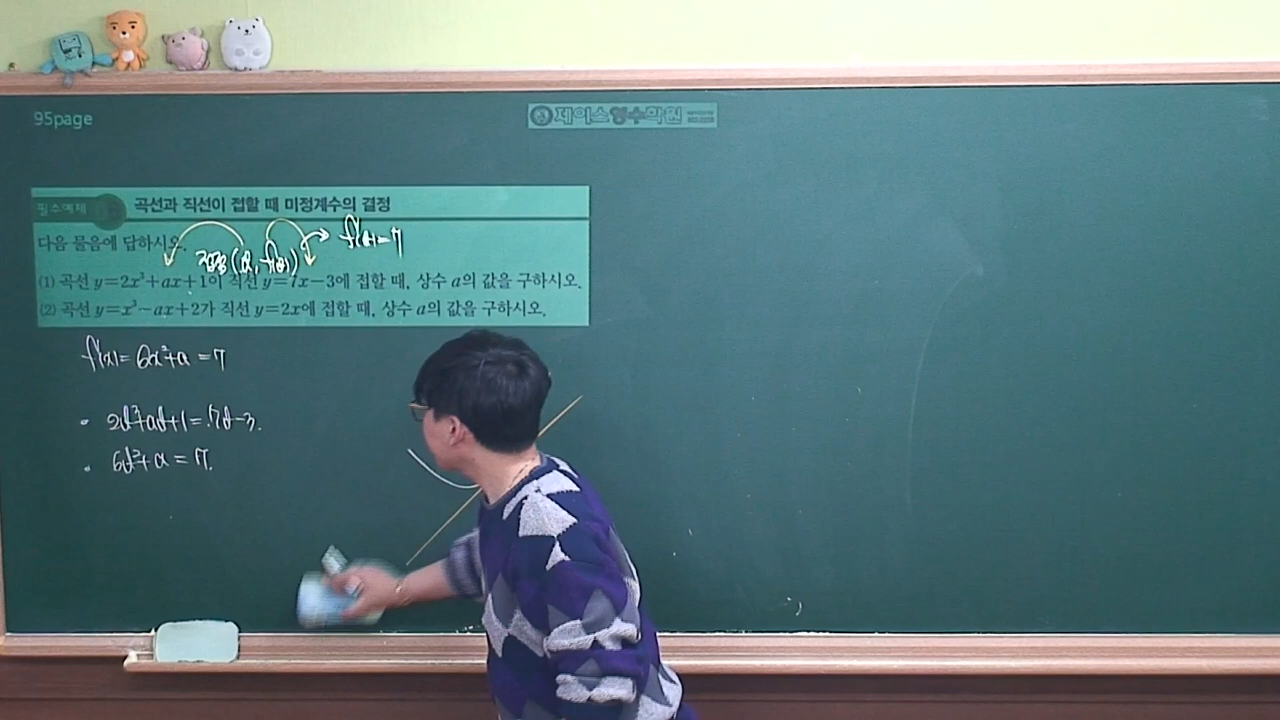 95page
제이스영수학원
필수예제
곡선과 직선이 접할 때 미정계수의 결정
다음 물음에 답하시오.
접점(α, f(α)) f'(α)=7
(1) 곡선 y=2x³+ax+1이 직선 y=7x−3에 접할 때, 상수 a의 값을 구하시오.
(2) 곡선 y=x³−ax+2가 직선 y=2x에 접할 때, 상수 a의 값을 구하시오.
f'(x)=6x²+a=7
2α³+aα+1=7α−3.
6α²+a=7.